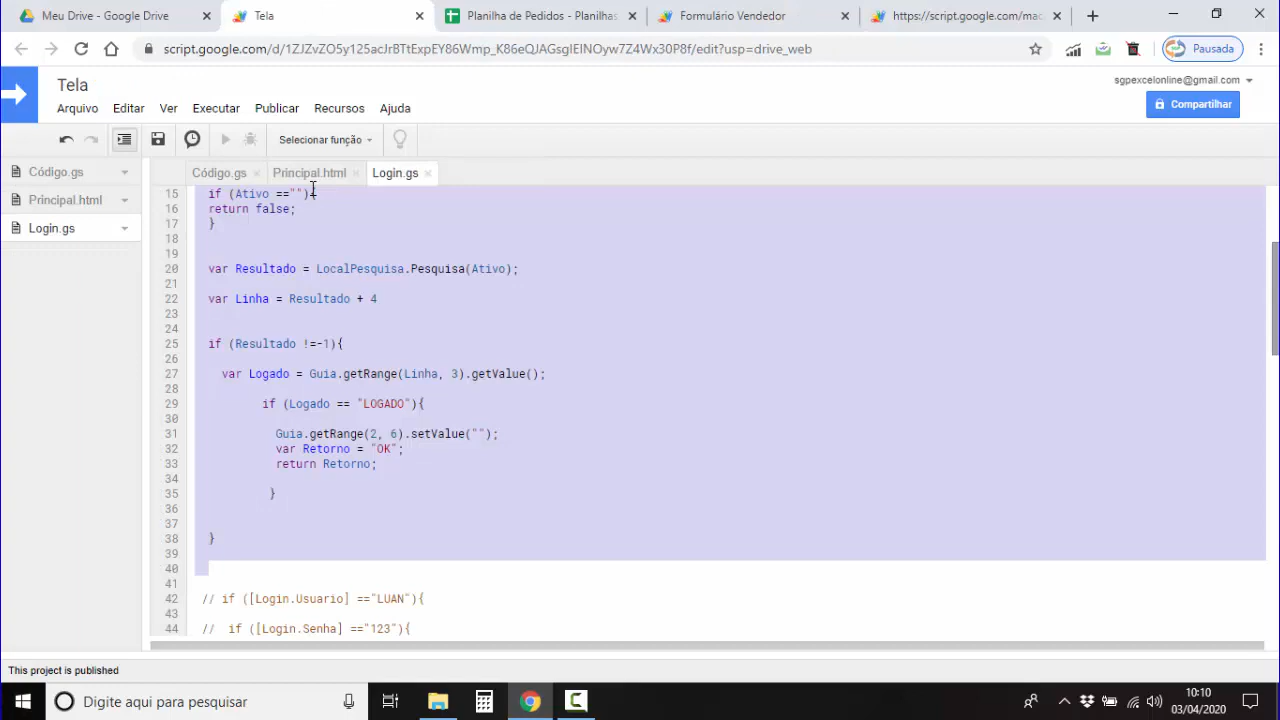 Meu Drive - Google Drive
Tela
Planilha de Pedidos - Planilhas
Formulário Vendedor
https://script.google.com/mac
script.google.com/d/1ZJZvZO5y125acJrBTtExpEY86Wmp_K86eQJAGsgIEINOyw7Z4Wx30P8f/edit?usp=drive_web
Pausada
Tela
sgpexcelonline@gmail.com
Arquivo Editar Ver Executar Publicar Recursos Ajuda
Compartilhar
Selecionar função
Código.gs
Principal.html
Login.gs
Código.gs
Principal.html
Login.gs
15 if (Ativo ==""){
16 return false;
17 }
18
19
20 var Resultado = LocalPesquisa.Pesquisa(Ativo);
21
22 var Linha = Resultado + 4
23
24
25 if (Resultado !=-1){
26
27 var Logado = Guia.getRange(Linha, 3).getValue();
28
29 if (Logado == "LOGADO"){
30
31 Guia.getRange(2, 6).setValue("");
32 var Retorno = "OK";
33 return Retorno;
34
35 }
36
37
38 }
39
40
41
42 // if ([Login.Usuario] =="LUAN"){
43
44 // if ([Login.Senha] =="123"){
This project is published
Digite aqui para pesquisar
10:10
03/04/2020